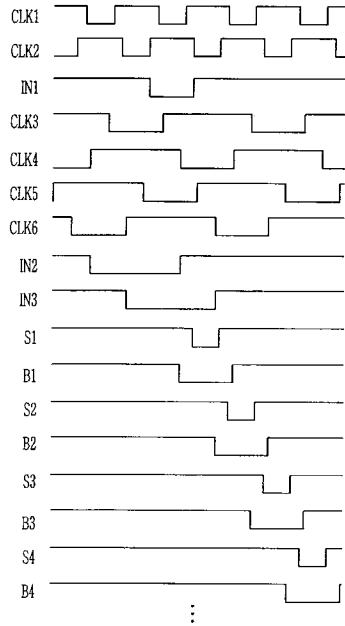 CLK1
CLK2
IN1
CLK3
CLK4
CLK5
CLK6
IN2
IN3
S1
B1
S2
B2
S3
B3
S4
B4
⋮